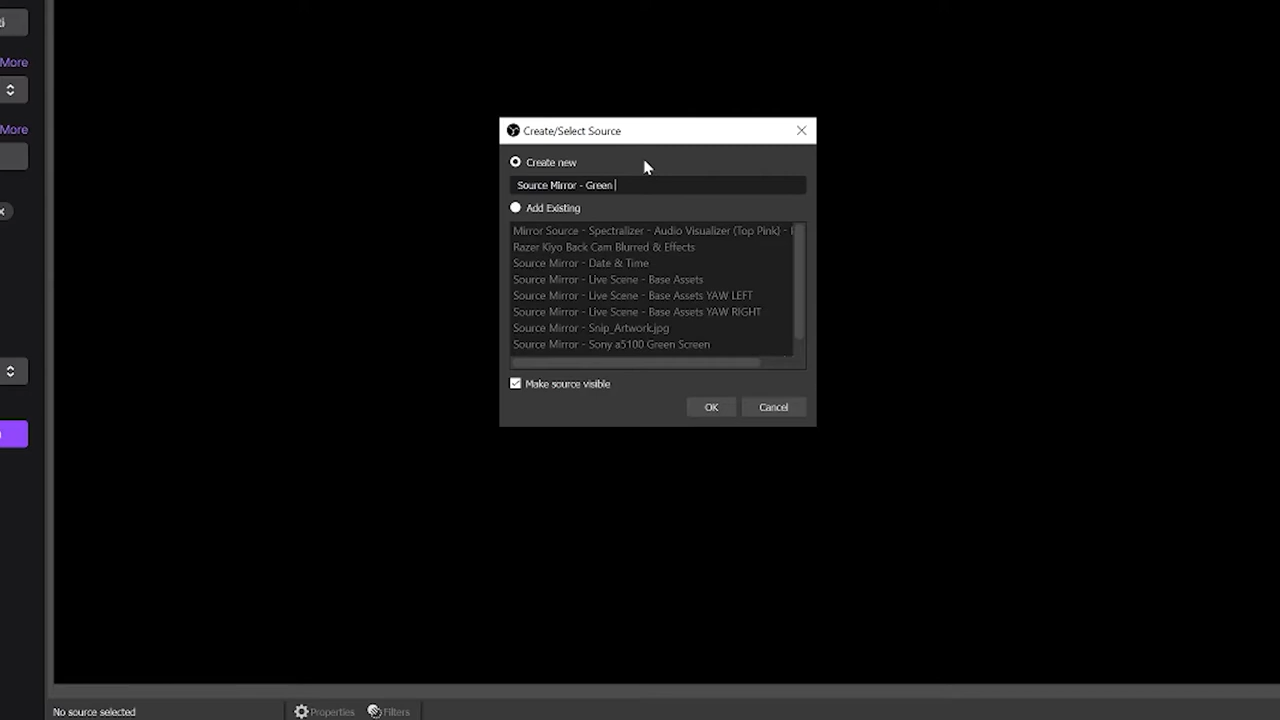 More
More
Create/Select Source
Create new
Source Mirror - Green
Add Existing
Mirror Source - Spectralizer - Audio Visualizer (Top Pink) -
Razer Kiyo Back Cam Blurred & Effects
Source Mirror - Date & Time
Source Mirror - Live Scene - Base Assets
Source Mirror - Live Scene - Base Assets YAW LEFT
Source Mirror - Live Scene - Base Assets YAW RIGHT
Source Mirror - Snip_Artwork.jpg
Source Mirror - Sony a5100 Green Screen
Make source visible
OK Cancel
No source selected Properties Filters